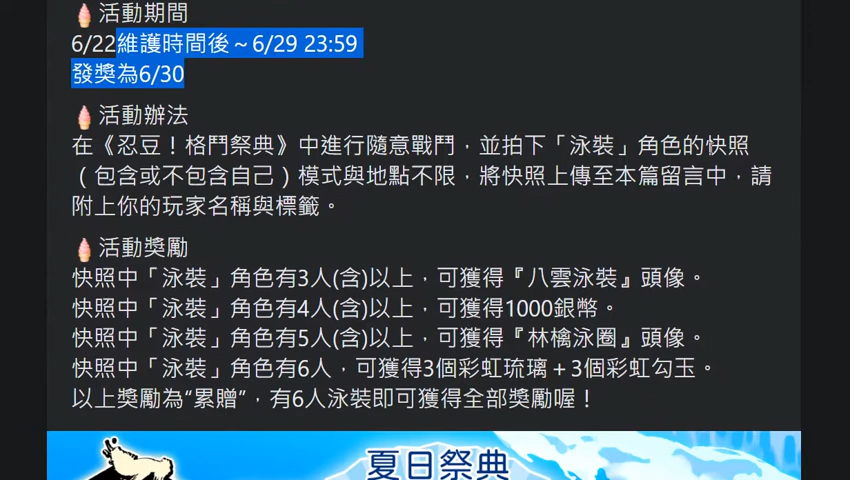 🍦活動期間
6/22維護時間後～6/29 23:59
發獎為6/30
🍦活動辦法
在《忍豆！格鬥祭典》中進行隨意戰鬥，並拍下「泳裝」角色的快照
（包含或不包含自己）模式與地點不限，將快照上傳至本篇留言中，請
附上你的玩家名稱與標籤。
🍦活動獎勵
快照中「泳裝」角色有3人(含)以上，可獲得『八雲泳裝』頭像。
快照中「泳裝」角色有4人(含)以上，可獲得1000銀幣。
快照中「泳裝」角色有5人(含)以上，可獲得『林檎泳圈』頭像。
快照中「泳裝」角色有6人，可獲得3個彩虹琉璃＋3個彩虹勾玉。
以上獎勵為“累贈”，有6人泳裝即可獲得全部獎勵喔！
夏日祭典